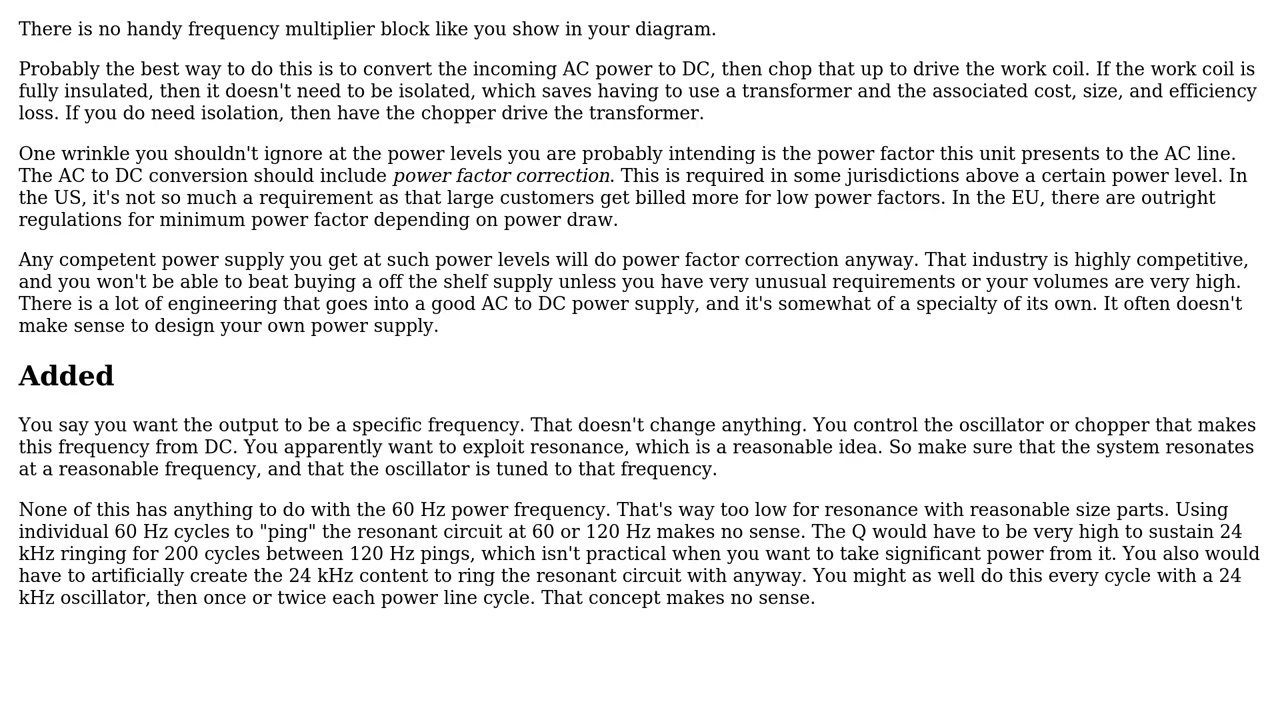 There is no handy frequency multiplier block like you show in your diagram.
Probably the best way to do this is to convert the incoming AC power to DC, then chop that up to drive the work coil. If the work coil is
fully insulated, then it doesn't need to be isolated, which saves having to use a transformer and the associated cost, size, and efficiency
loss. If you do need isolation, then have the chopper drive the transformer.
One wrinkle you shouldn't ignore at the power levels you are probably intending is the power factor this unit presents to the AC line.
The AC to DC conversion should include power factor correction. This is required in some jurisdictions above a certain power level. In
the US, it's not so much a requirement as that large customers get billed more for low power factors. In the EU, there are outright
regulations for minimum power factor depending on power draw.
Any competent power supply you get at such power levels will do power factor correction anyway. That industry is highly competitive,
and you won't be able to beat buying a off the shelf supply unless you have very unusual requirements or your volumes are very high.
There is a lot of engineering that goes into a good AC to DC power supply, and it's somewhat of a specialty of its own. It often doesn't
make sense to design your own power supply.
Added
You say you want the output to be a specific frequency. That doesn't change anything. You control the oscillator or chopper that makes
this frequency from DC. You apparently want to exploit resonance, which is a reasonable idea. So make sure that the system resonates
at a reasonable frequency, and that the oscillator is tuned to that frequency.
None of this has anything to do with the 60 Hz power frequency. That's way too low for resonance with reasonable size parts. Using
individual 60 Hz cycles to "ping" the resonant circuit at 60 or 120 Hz makes no sense. The Q would have to be very high to sustain 24
kHz ringing for 200 cycles between 120 Hz pings, which isn't practical when you want to take significant power from it. You also would
have to artificially create the 24 kHz content to ring the resonant circuit with anyway. You might as well do this every cycle with a 24
kHz oscillator, then once or twice each power line cycle. That concept makes no sense.